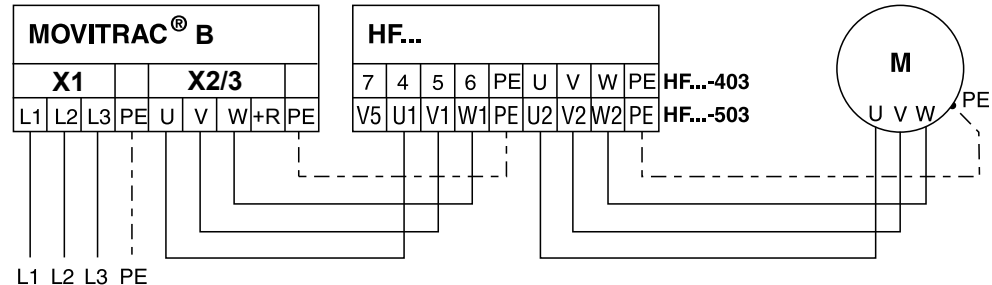 MOVITRAC® B
X1 X2/3
L1 L2 L3 PE U V W +R PE
HF...
7 4 5 6 PE U V W PE HF...-403
V5 U1 V1 W1 PE U2 V2 W2 PE HF...-503
M
U V W
PE
L1 L2 L3 PE